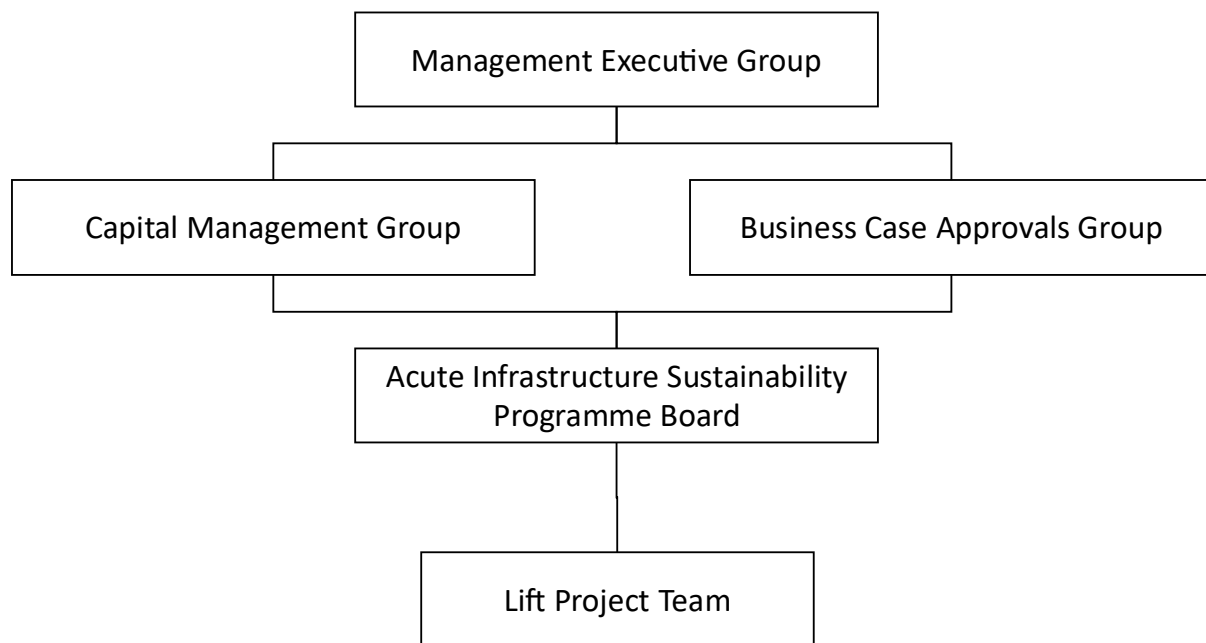 Management Executive Group
Capital Management Group
Business Case Approvals Group
Acute Infrastructure Sustainability
Programme Board
Lift Project Team